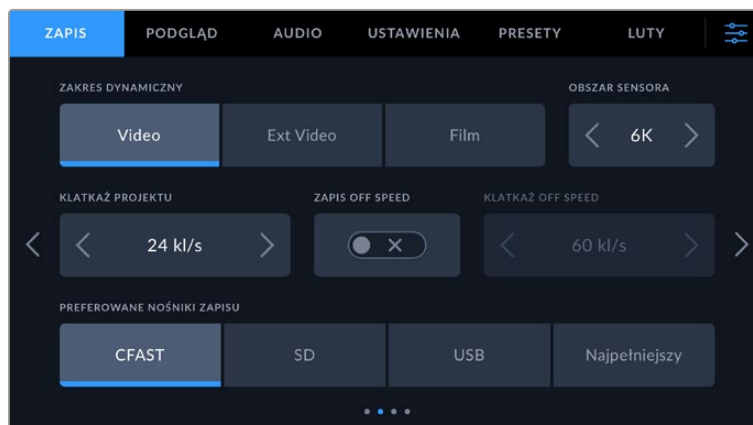 ZAPIS PODGLĄD AUDIO USTAWIENIA PRESETY LUTY
ZAKRES DYNAMICZNY OBSZAR SENSORA
Video Ext Video Film 6K
KLATKAŻ PROJEKTU ZAPIS OFF SPEED KLATKAŻ OFF SPEED
24 kl/s 60 kl/s
PREFEROWANE NOŚNIKI ZAPISU
CFAST SD USB Najpełniejszy